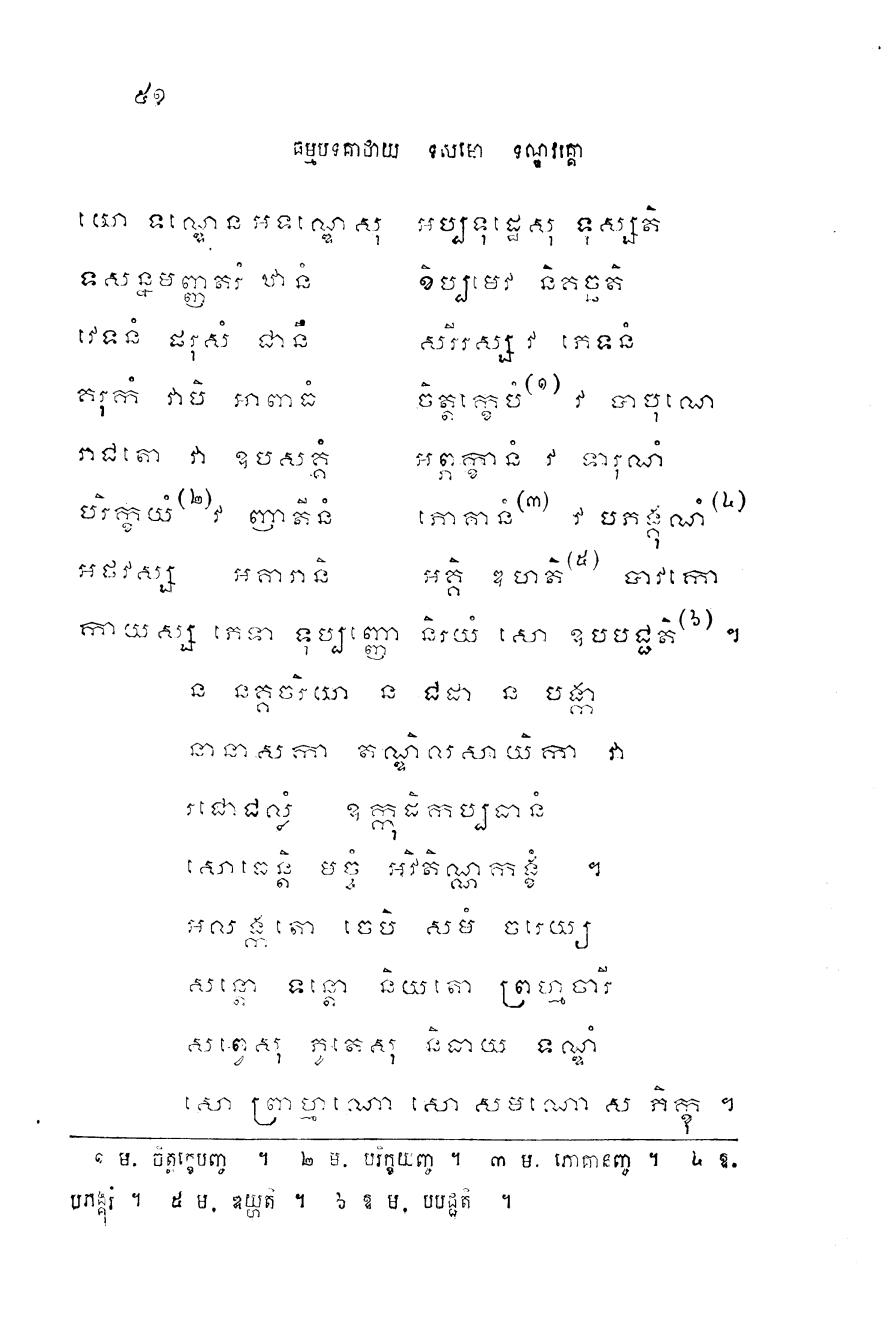 ៥១
ធម្មបទគាថាយ ទសមោ ទណ្ឌវគ្គោ
យោ ទណ្ឌេន អទណ្ឌេសុ អប្បទុដ្ឋេសុ ទុស្សតិ
ទសន្នមញ្ញតរំ ឋានំ ខិប្បមេវ និគច្ឆតិ
វេទនំ ផរុសំ ជានឹ សរីរស្ស វ ភេទនំ
គរុកំ វាបិ អាពាធំ ចិត្តក្ខេបំ(១) វ បាបុណេ
រាជតោ វា ឧបសគ្គំ អព្ភក្ខានំ វ ទារុណំ
បរិក្ខយំ(២) វ ញាតីនំ ភោគានំ(៣) វ បភង្គុណំ(៤)
អថវស្ស អគារានិ អគ្គិ ឌហតិ(៥) បាវកោ
កាយស្ស ភេទា ទុប្បញ្ញោ និរយំ សោ ឧបបជ្ជតិ(៦) ។
ន នគ្គចរិយា ន ជដា ន បង្កា
នានាសកា តណ្ឌិលសាយិកា វា
រជោជល្លំ ឧក្កុដិកប្បធានំ
សោធេន្តិ មច្ចំ អវិតិណ្ណកង្ខំ ។
អលង្កតោ ចេបិ សមំ ចរេយ្យ
សន្តោ ទន្តោ និយតោ ព្រហ្មចារី
សព្វេសុ ភូតេសុ និធាយ ទណ្ឌំ
សោ ព្រាហ្មណោ សោ សមណោ ស ភិក្ខុ ។
១ ម. ចិត្តក្ខេបញ្ច ។ ២ ម. បរិក្ខយញ្ច ។ ៣ ម. ភោគានញ្ច ។ ៤ ឱ.
បភង្គុរំ ។ ៥ ម. ឌយ្ហតិ ។ ៦ ឱ ម. បបជ្ជតិ ។